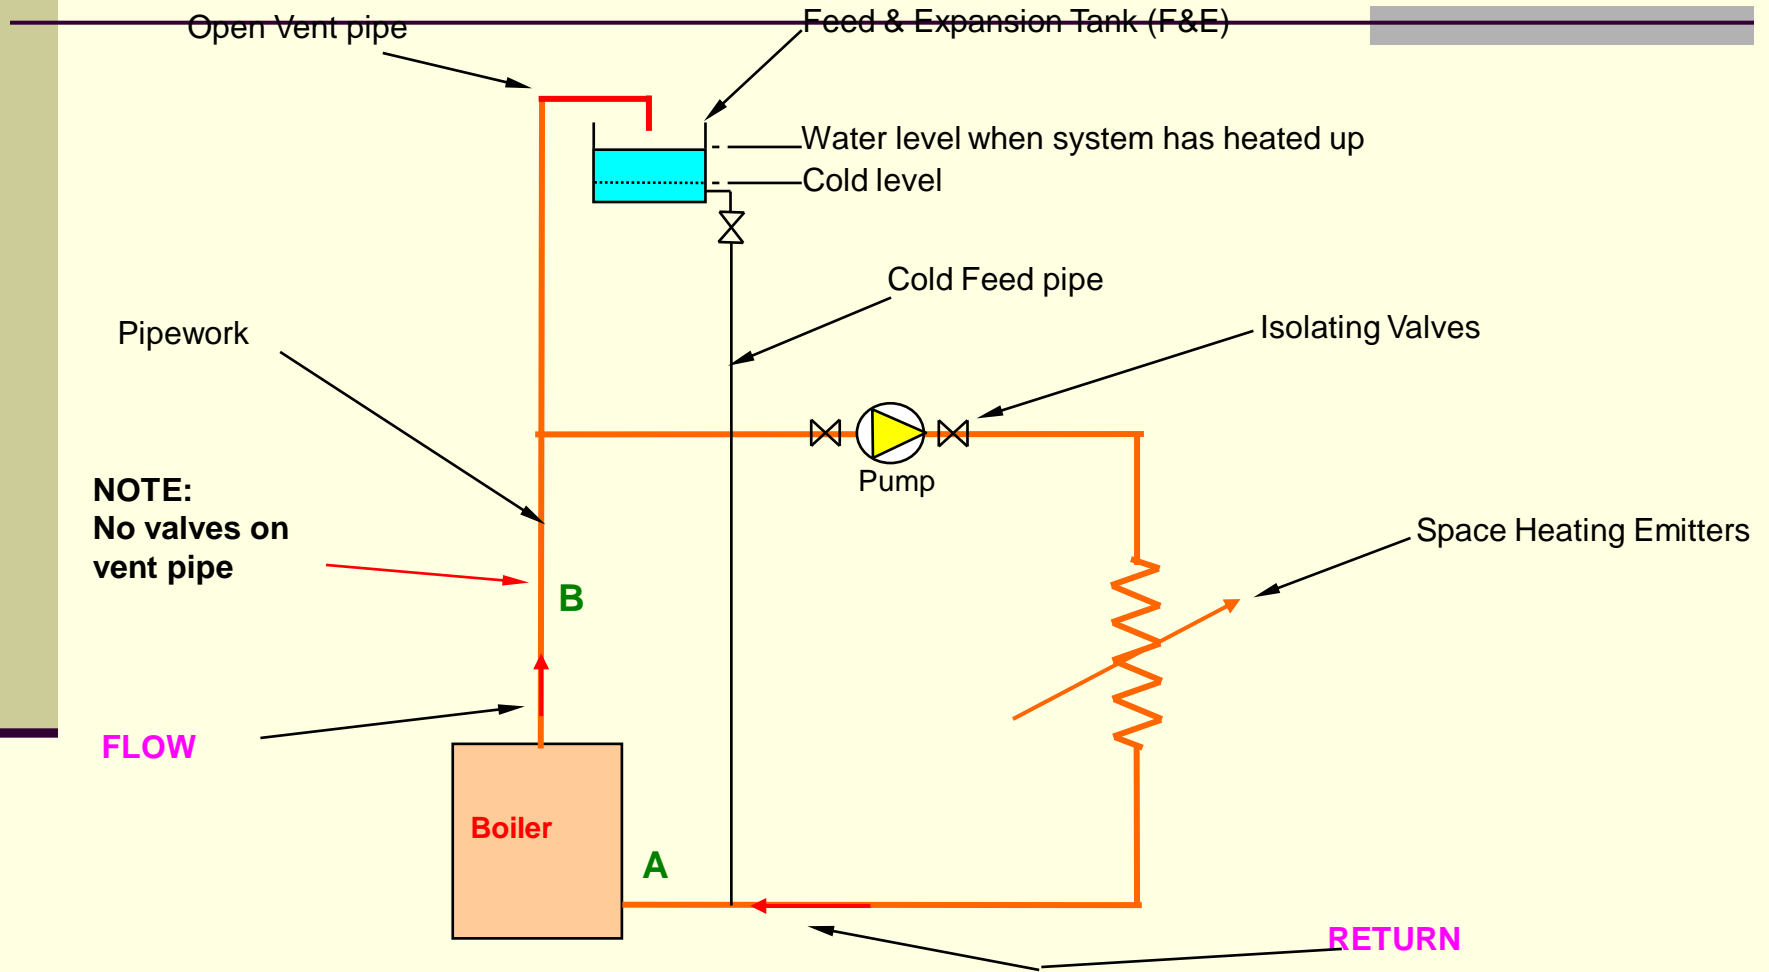 Open Vent pipe
Feed & Expansion Tank (F&E)
Water level when system has heated up
Cold level
Cold Feed pipe
Isolating Valves
Pipework
Pump
NOTE:
No valves on
vent pipe
Space Heating Emitters
B
FLOW
Boiler
A
RETURN